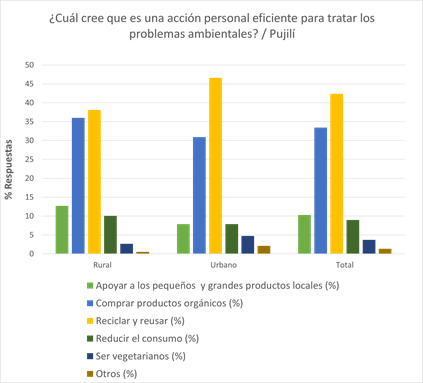 ¿Cuál cree que es una acción personal eficiente para tratar los
problemas ambientales? / Pujilí
% Respuestas
50
45
40
35
30
25
20
15
10
5
0
Rural
Urbano
Total
Apoyar a los pequeños y grandes productos locales (%)
Comprar productos orgánicos (%)
Reciclar y reusar (%)
Reducir el consumo (%)
Ser vegetarianos (%)
Otros (%)